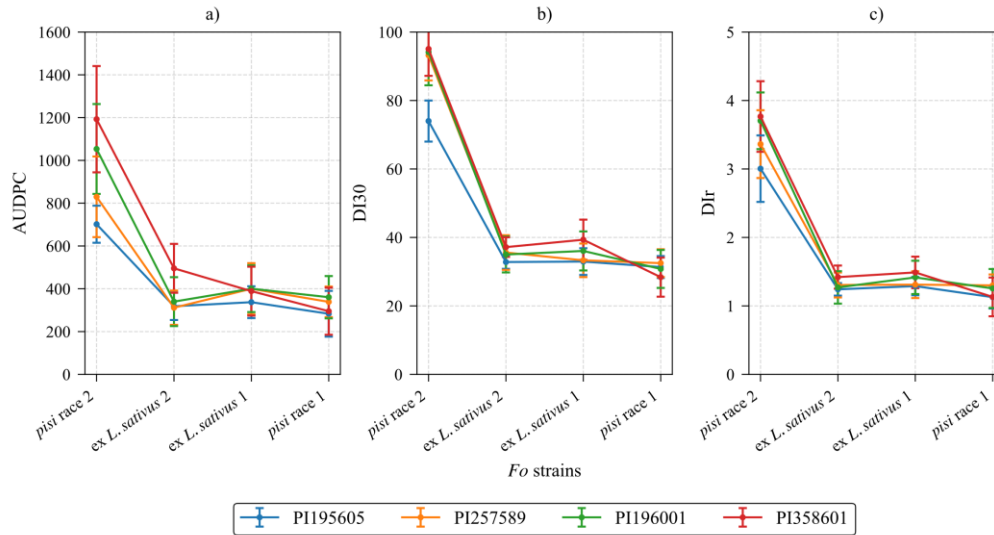 a)
b)
c)
AUDPC
1600
1400
1200
1000
800
600
400
200
0
DI30
100
80
60
40
20
0
DIr
5
4
3
2
1
0
pisi race 2
ex L. sativus 2
ex L. sativus 1
pisi race 1
pisi race 2
ex L. sativus 2
ex L. sativus 1
pisi race 1
pisi race 2
ex L. sativus 2
ex L. sativus 1
pisi race 1
Fo strains
PI195605 PI257589 PI196001 PI358601